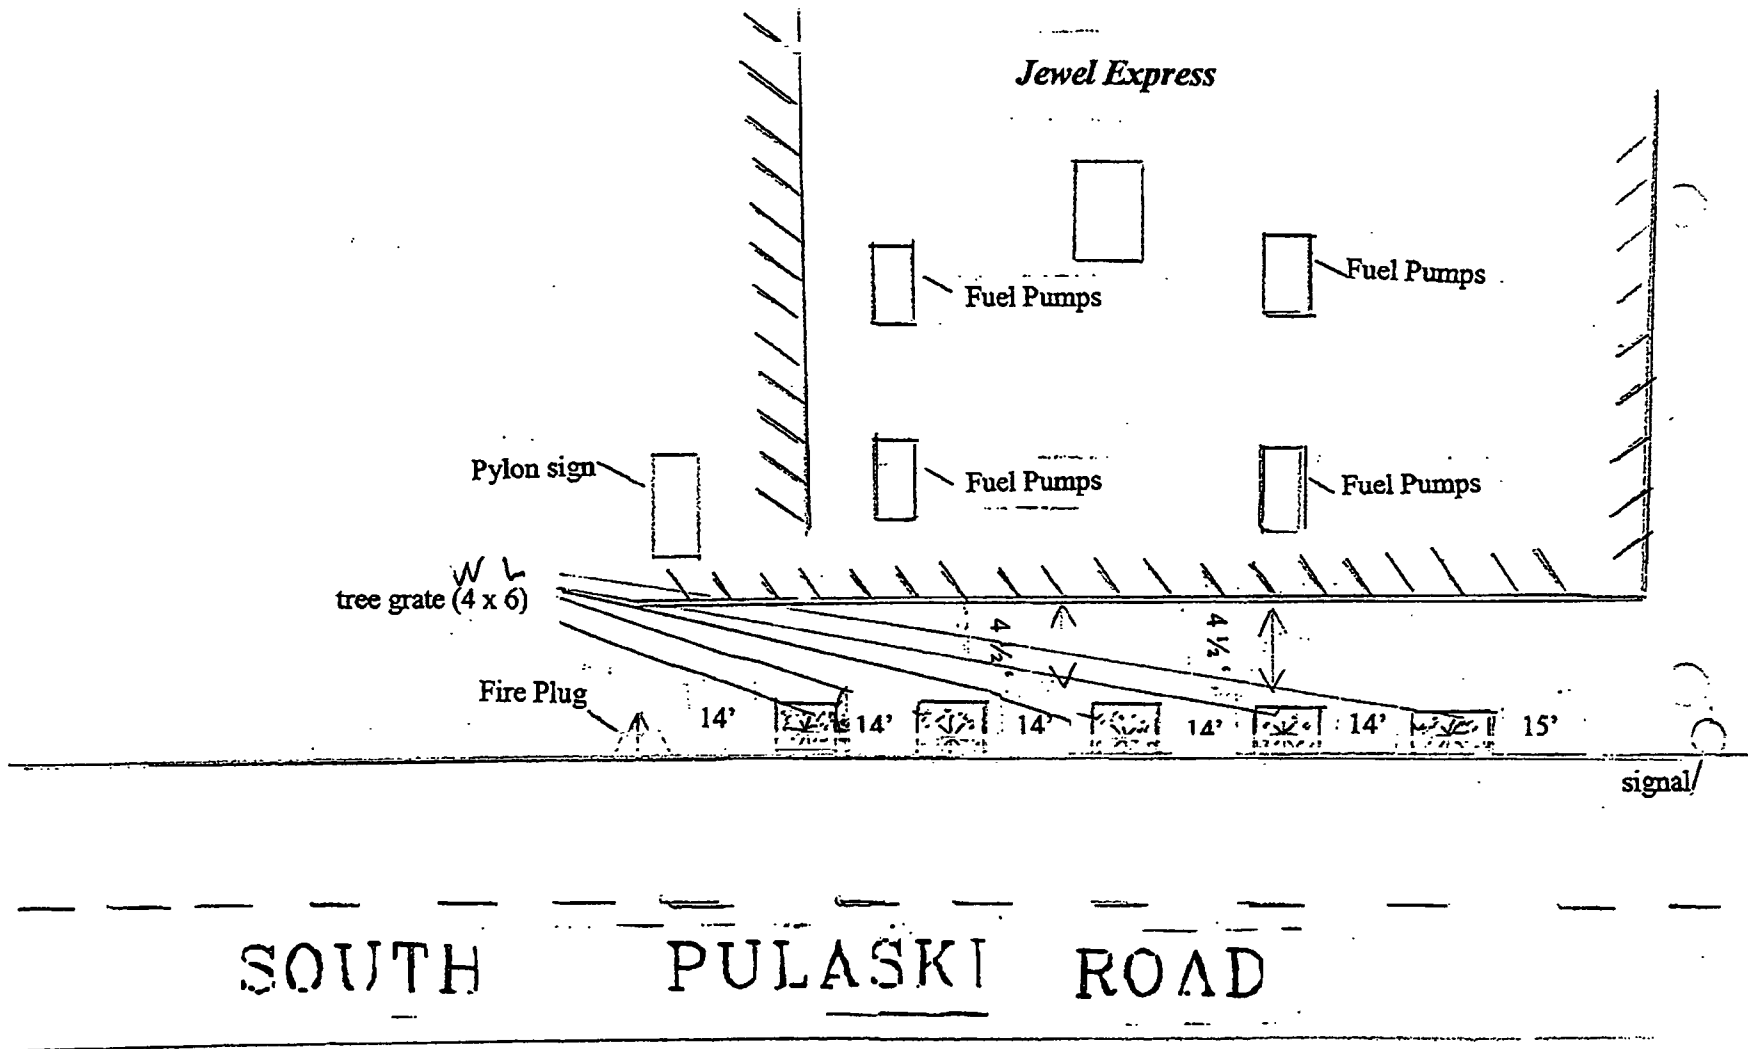 Jewel Express
Fuel Pumps
Fuel Pumps
Pylon sign
Fuel Pumps
Fuel Pumps
W L
tree grate (4 x 6)
4 ½ ‘
4 ½ ‘
Fire Plug
14’
14’
14’
14’
14’
15’
signal
SOUTH PULASKI ROAD